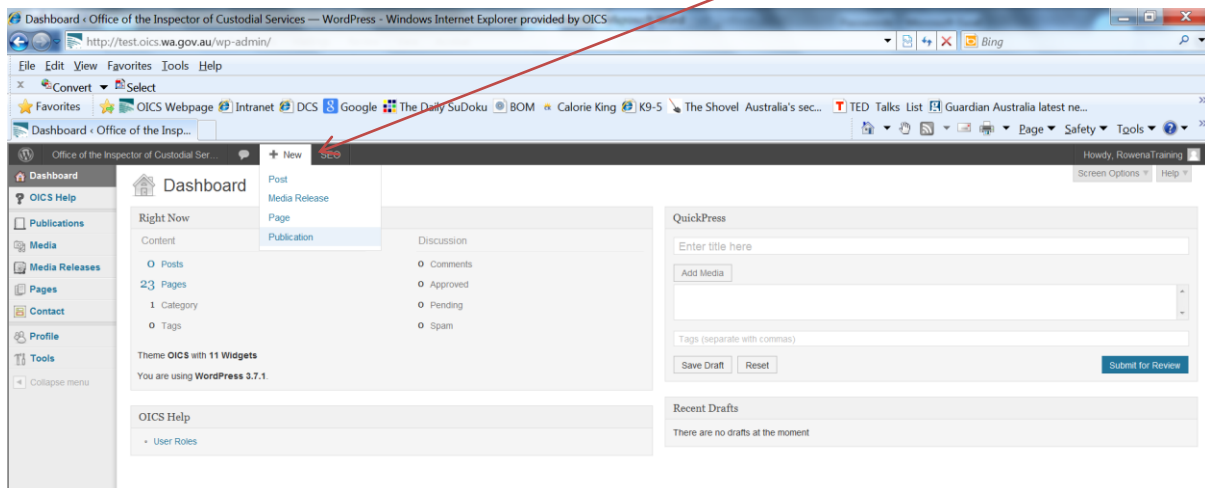 Dashboard ‹ Office of the Inspector of Custodial Services — WordPress - Windows Internet Explorer provided by OICS
http://test.oics.wa.gov.au/wp-admin/
Bing
File Edit View Favorites Tools Help
x Convert Select
Favorites OICS Webpage Intranet DCS Google The Daily SuDoku BOM Calorie King K9-5 The Shovel Australia's sec... TED Talks List Guardian Australia latest ne...
Dashboard ‹ Office of the Insp... Page Safety Tools
Office of the Inspector of Custodial Ser... + New SEO Howdy, RowenaTraining
Screen Options Help
Dashboard
OICS Help
Publications
Media
Media Releases
Pages
Contact
Profile
Tools
Collapse menu
Dashboard
Post
Media Release
Page
Publication
Right Now
Content Discussion
0 Posts 0 Comments
23 Pages 0 Approved
1 Category 0 Pending
0 Tags 0 Spam
Theme OICS with 11 Widgets
You are using WordPress 3.7.1.
OICS Help
• User Roles
QuickPress
Enter title here
Add Media
Tags (separate with commas)
Save Draft Reset Submit for Review
Recent Drafts
There are no drafts at the moment